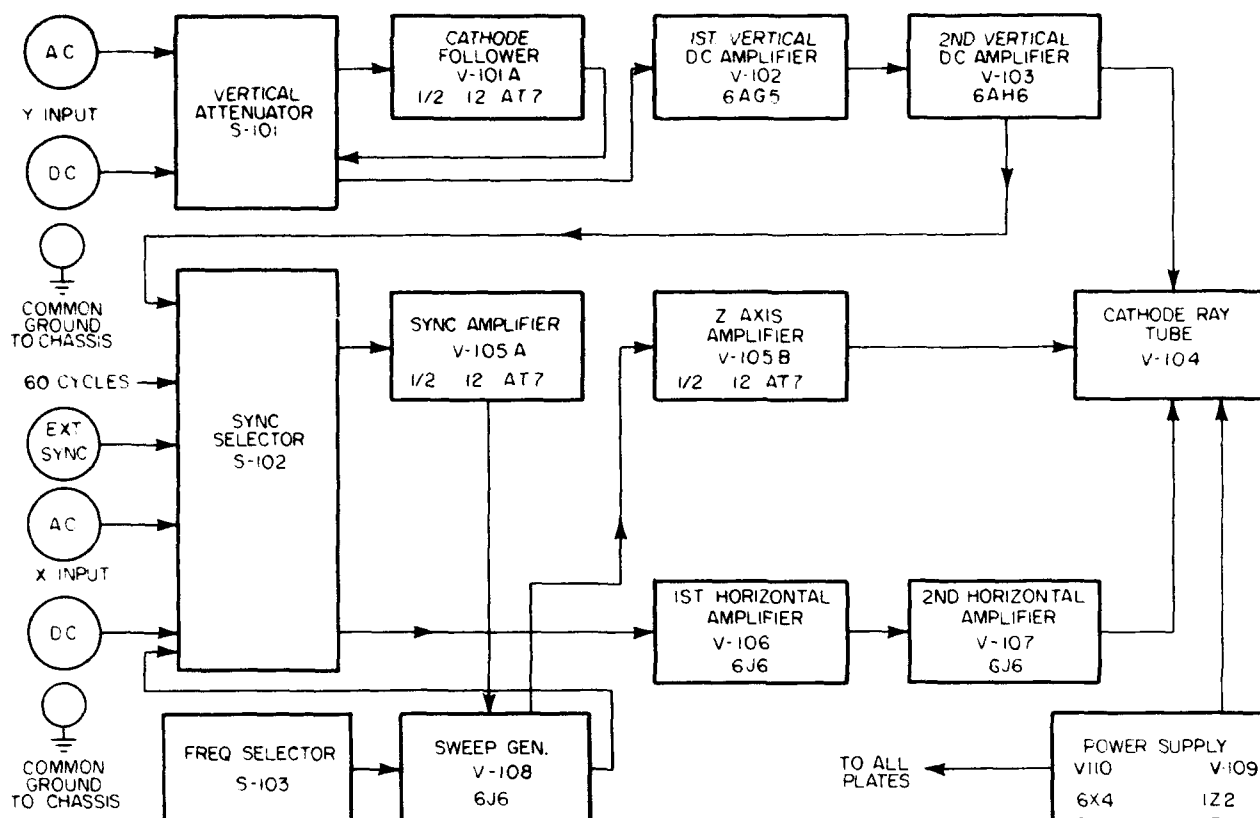 AC
Y INPUT
DC
COMMON
GROUND
TO CHASSIS
VERTICAL
ATTENUATOR
S-101
CATHODE
FOLLOWER
V-101A
1/2 12 AT7
1ST VERTICAL
DC AMPLIFIER
V-102
6AG5
2ND VERTICAL
DC AMPLIFIER
V-103
6AH6
60 CYCLES
EXT
SYNC
AC
X INPUT
DC
COMMON
GROUND
TO CHASSIS
SYNC
SELECTOR
S-102
SYNC AMPLIFIER
V-105A
1/2 12 AT7
Z AXIS
AMPLIFIER
V-105B
1/2 12 AT7
CATHODE RAY
TUBE
V-104
1ST HORIZONTAL
AMPLIFIER
V-106
6J6
2ND HORIZONTAL
AMPLIFIER
V-107
6J6
FREQ SELECTOR
S-103
SWEEP GEN.
V-108
6J6
TO ALL
PLATES
POWER SUPPLY
V110 V-109
6X4 1Z2